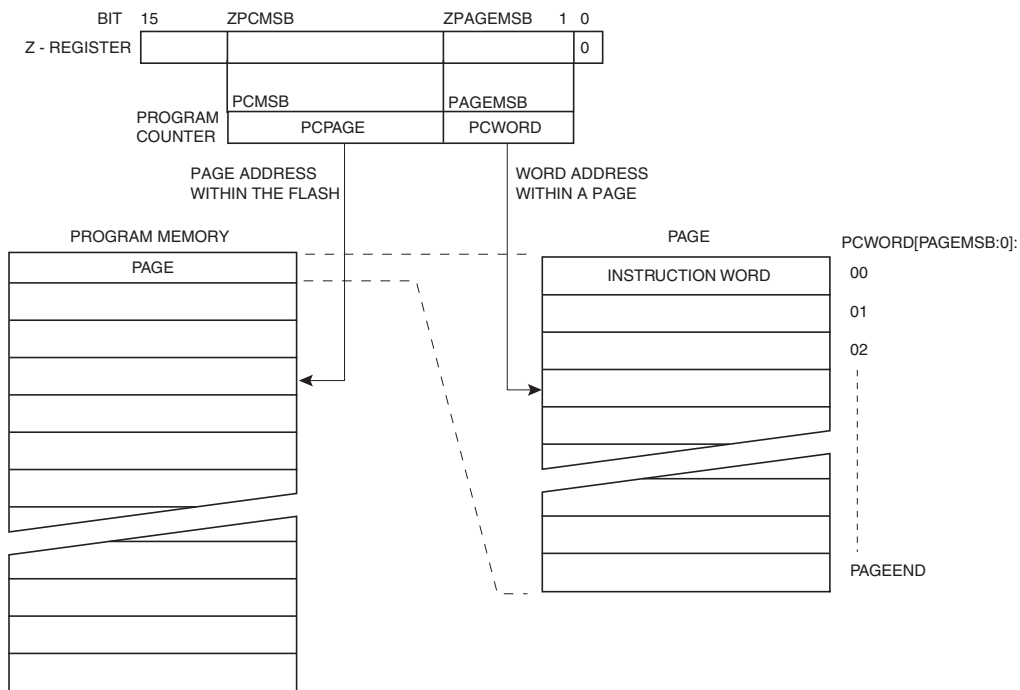 BIT 15 ZPCMSB ZPAGEMSB 1 0
Z - REGISTER 0
PCMSB PAGEMSB
PROGRAM
COUNTER
PCPAGE PCWORD
PAGE ADDRESS
WITHIN THE FLASH
WORD ADDRESS
WITHIN A PAGE
PROGRAM MEMORY
PAGE
PAGE
INSTRUCTION WORD
PCWORD[PAGEMSB:0]:
00
01
02
PAGEEND